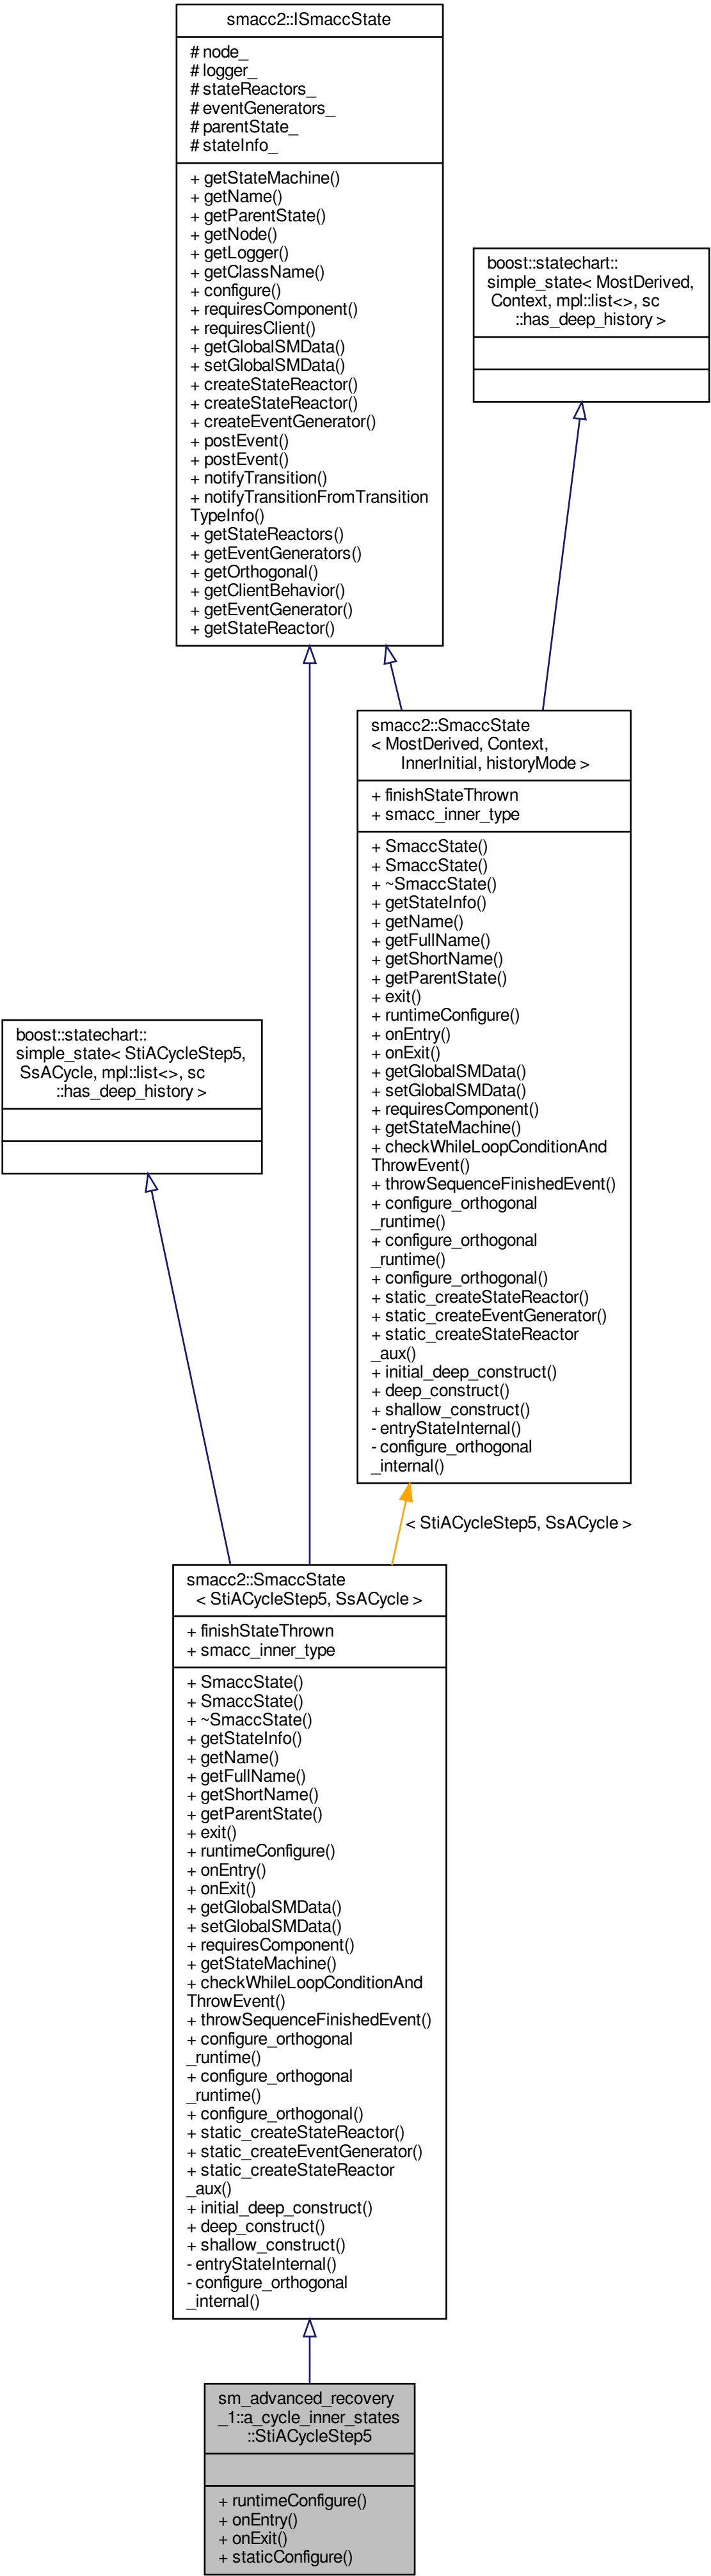 smacc2::ISmaccState
# node_
# logger_
# stateReactors_
# eventGenerators_
# parentState_
# stateInfo_
+ getStateMachine()
+ getName()
+ getParentState()
+ getNode()
+ getLogger()
+ getClassName()
+ configure()
+ requiresComponent()
+ requiresClient()
+ getGlobalSMData()
+ setGlobalSMData()
+ createStateReactor()
+ createStateReactor()
+ createEventGenerator()
+ postEvent()
+ postEvent()
+ notifyTransition()
+ notifyTransitionFromTransition
TypeInfo()
+ getStateReactors()
+ getEventGenerators()
+ getOrthogonal()
+ getClientBehavior()
+ getEventGenerator()
+ getStateReactor()
boost::statechart::
simple_state< MostDerived,
Context, mpl::list<>, sc
::has_deep_history >
smacc2::SmaccState
< MostDerived, Context,
InnerInitial, historyMode >
+ finishStateThrown
+ smacc_inner_type
+ SmaccState()
+ SmaccState()
+ ~SmaccState()
+ getStateInfo()
+ getName()
+ getFullName()
+ getShortName()
+ getParentState()
+ exit()
+ runtimeConfigure()
+ onEntry()
+ onExit()
+ getGlobalSMData()
+ setGlobalSMData()
+ requiresComponent()
+ getStateMachine()
+ checkWhileLoopConditionAnd
ThrowEvent()
+ throwSequenceFinishedEvent()
+ configure_orthogonal
_runtime()
+ configure_orthogonal
_runtime()
+ configure_orthogonal()
+ static_createStateReactor()
+ static_createEventGenerator()
+ static_createStateReactor
_aux()
+ initial_deep_construct()
+ deep_construct()
+ shallow_construct()
- entryStateInternal()
- configure_orthogonal
_internal()
boost::statechart::
simple_state< StiACycleStep5,
SsACycle, mpl::list<>, sc
::has_deep_history >
< StiACycleStep5, SsACycle >
smacc2::SmaccState
< StiACycleStep5, SsACycle >
+ finishStateThrown
+ smacc_inner_type
+ SmaccState()
+ SmaccState()
+ ~SmaccState()
+ getStateInfo()
+ getName()
+ getFullName()
+ getShortName()
+ getParentState()
+ exit()
+ runtimeConfigure()
+ onEntry()
+ onExit()
+ getGlobalSMData()
+ setGlobalSMData()
+ requiresComponent()
+ getStateMachine()
+ checkWhileLoopConditionAnd
ThrowEvent()
+ throwSequenceFinishedEvent()
+ configure_orthogonal
_runtime()
+ configure_orthogonal
_runtime()
+ configure_orthogonal()
+ static_createStateReactor()
+ static_createEventGenerator()
+ static_createStateReactor
_aux()
+ initial_deep_construct()
+ deep_construct()
+ shallow_construct()
- entryStateInternal()
- configure_orthogonal
_internal()
sm_advanced_recovery
_1::a_cycle_inner_states
::StiACycleStep5
+ runtimeConfigure()
+ onEntry()
+ onExit()
+ staticConfigure()